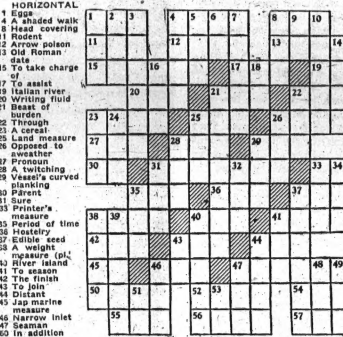 HORIZONTAL
1 Eggs
4 A shaded walk
8 Head covering
11 Rodent
12 Arrow poison
13 Old Roman
date
15 To take charge
of
17 To assist
19 Italian river
20 Writing fluid
21 Beast of
burden
22 Through
23 A cereal
25 Land measure
26 Opposed to
aweather
27 Pronoun
28 A twitching
29 Vessel's curved
planking
30 Parent
31 Sure
33 Printer's
measure
35 Period of time
36 Hostelry
37 Edible seed
38 A weight
measure (pl.
40 River island
41 To season
42 The finish
43 To join
44 Distant
45 Jap marine
measure
46 Narrow inlet
47 Seaman
50 In addition
1 2 3 4 5 6 7 8 9 10
11 12 13 14
15 16 17 18 19
20 21 22
23 24 25 26
27 28 29
30 31 32 33 34
35 36 37
38 39 40 41
42 43 44
45 46 47 48 49
50 51 52 53 54
55 56 57